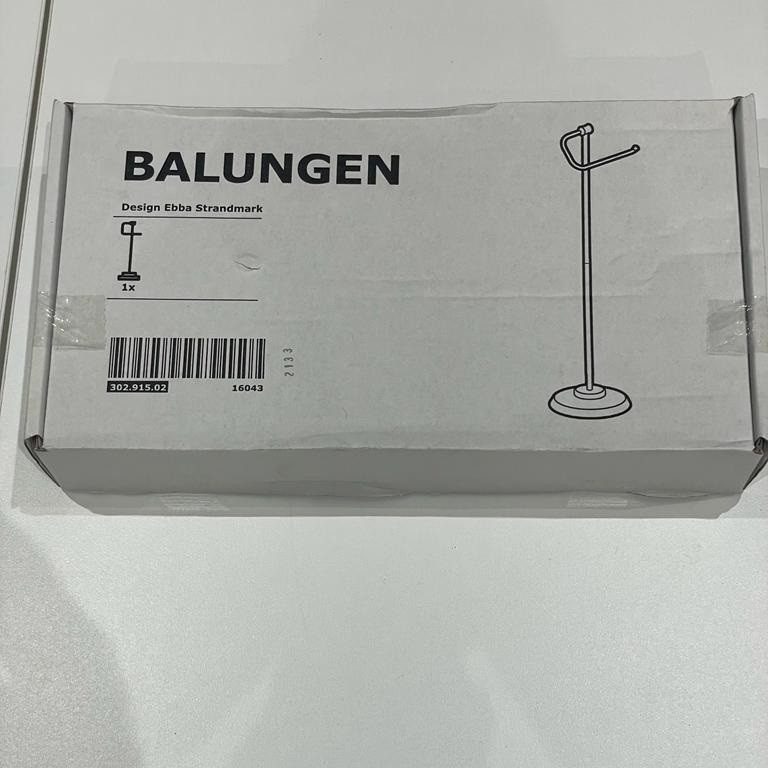 BALUNGEN
Design Ebba Strandmark
1x
302.915.02
16043
2133